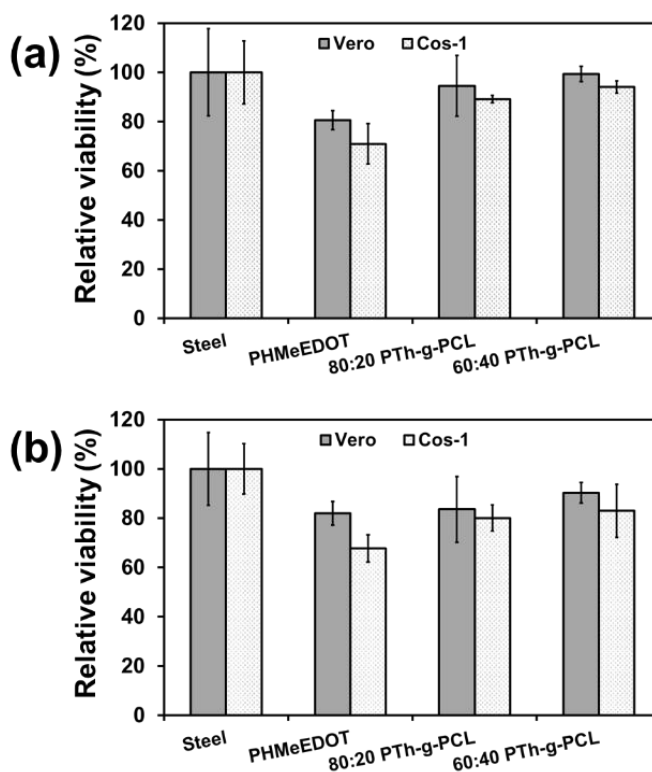 (a)
Relative viability (%)
120
100
80
60
40
20
0
Vero Cos-1
Steel
PHMeEDOT
80:20 PTh-g-PCL
60:40 PTh-g-PCL
(b)
Relative viability (%)
120
100
80
60
40
20
0
Vero Cos-1
Steel
PHMeEDOT
80:20 PTh-g-PCL
60:40 PTh-g-PCL